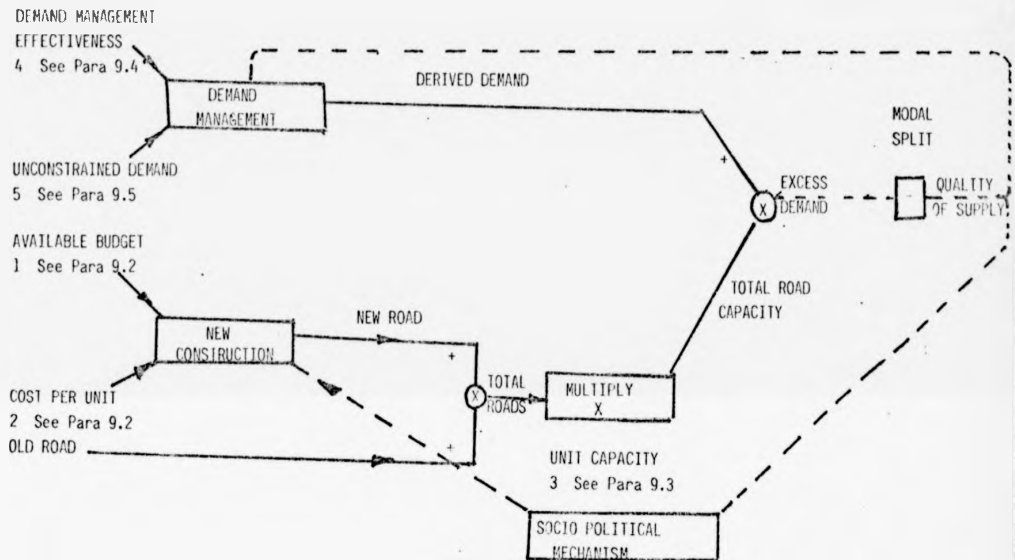 DEMAND MANAGEMENT
EFFECTIVENESS
4 See Para 9.4
DERIVED DEMAND
DEMAND
MANAGEMENT
MODAL
SPLIT
UNCONSTRAINED DEMAND
5 See Para 9.5
+
X
EXCESS
DEMAND
QUALITY
OF SUPPLY
AVAILABLE BUDGET
1 See Para 9.2
TOTAL ROAD
CAPACITY
NEW ROAD
NEW
CONSTRUCTION
+
X
TOTAL
ROADS
MULTIPLY
X
COST PER UNIT
2 See Para 9.2
OLD ROAD
+
UNIT CAPACITY
3 See Para 9.3
SOCIO POLITICAL
MECHANISM